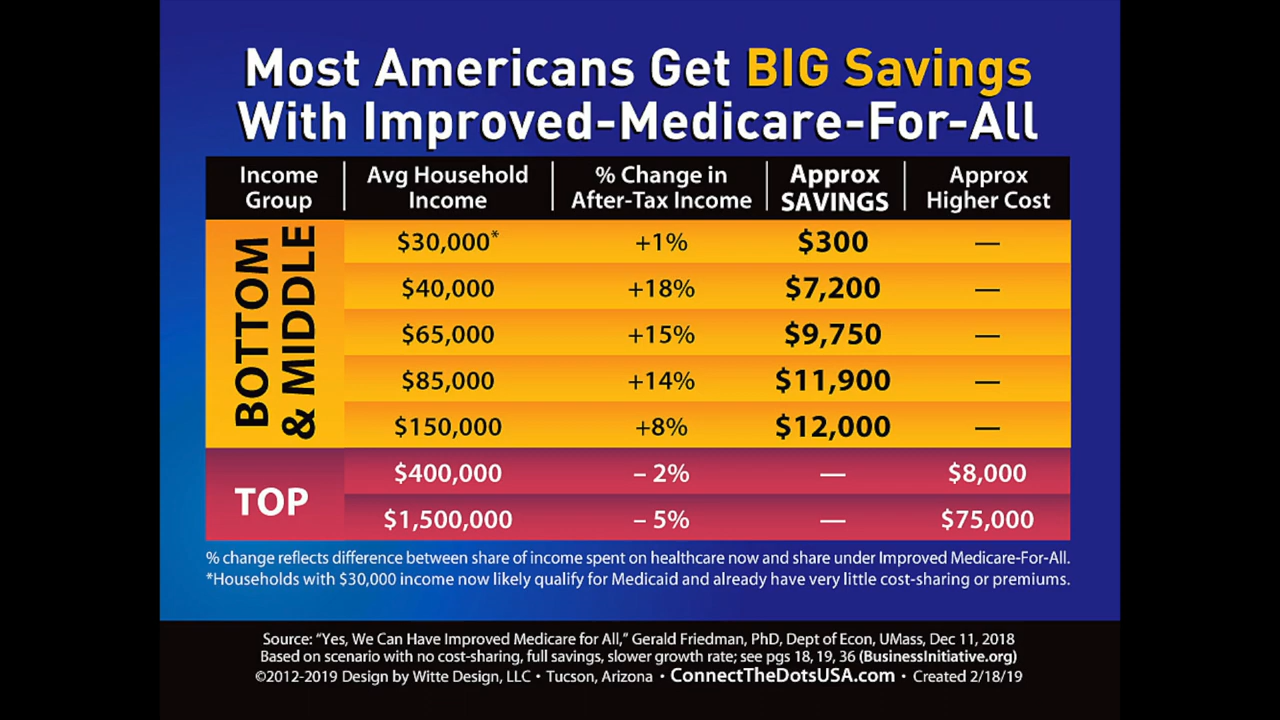 Most Americans Get BIG Savings
With Improved-Medicare-For-All
Income Group | Avg Household Income | % Change in After-Tax Income | Approx SAVINGS | Approx Higher Cost
BOTTOM & MIDDLE
$30,000* +1% $300 —
$40,000 +18% $7,200 —
$65,000 +15% $9,750 —
$85,000 +14% $11,900 —
$150,000 +8% $12,000 —
TOP
$400,000 – 2% — $8,000
$1,500,000 – 5% — $75,000
% change reflects difference between share of income spent on healthcare now and share under Improved Medicare-For-All.
*Households with $30,000 income now likely qualify for Medicaid and already have very little cost-sharing or premiums.
Source: “Yes, We Can Have Improved Medicare for All,” Gerald Friedman, PhD, Dept of Econ, UMass, Dec 11, 2018
Based on scenario with no cost-sharing, full savings, slower growth rate; see pgs 18, 19, 36 (BusinessInitiative.org)
©2012-2019 Design by Witte Design, LLC • Tucson, Arizona • ConnectTheDotsUSA.com • Created 2/18/19